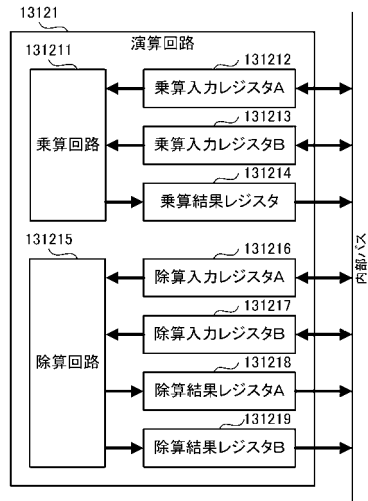 13121
演算回路
131211
乗算回路
131212
乗算入力レジスタA
131213
乗算入力レジスタB
131214
乗算結果レジスタ
131215
除算回路
131216
除算入力レジスタA
131217
除算入力レジスタB
131218
除算結果レジスタA
131219
除算結果レジスタB
内部バス